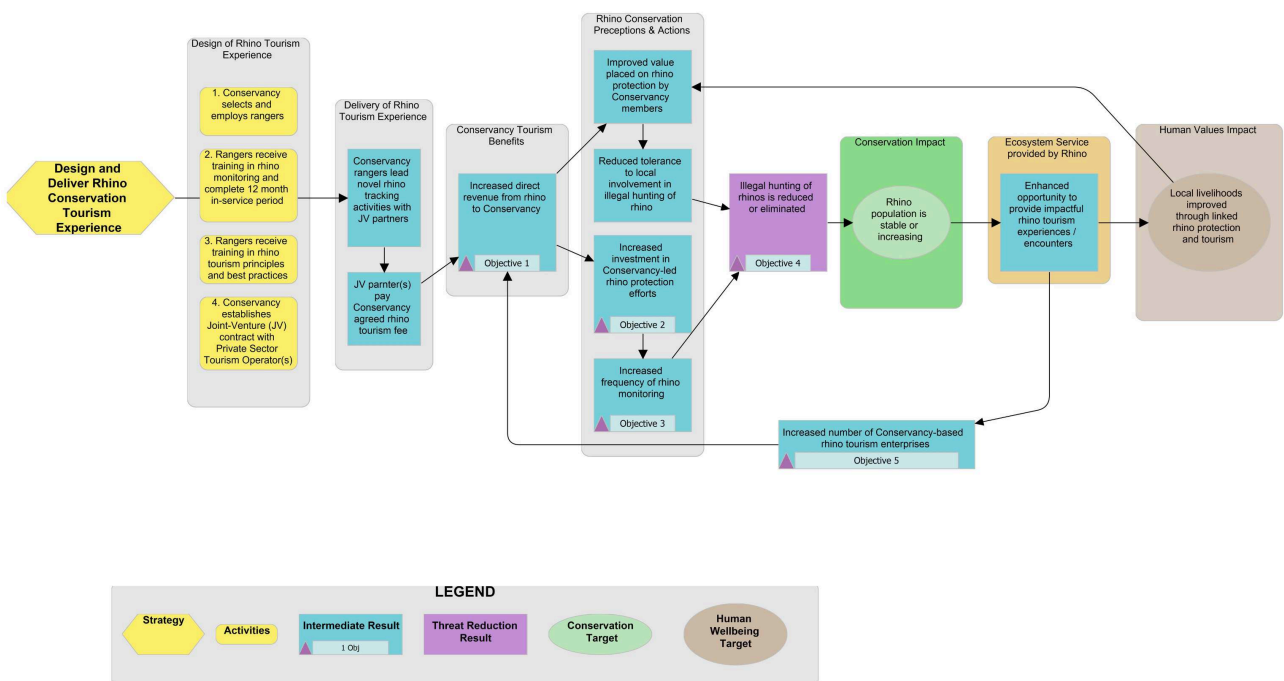 Design and
Deliver Rhino
Conservation
Tourism
Experience
Design of Rhino Tourism
Experience
1. Conservancy
selects and
employs rangers
2. Rangers receive
training in rhino
monitoring and
complete 12 month
in-service period
3. Rangers receive
training in rhino
tourism principles
and best practices
4. Conservancy
establishes
Joint-Venture (JV)
contract with
Private Sector
Tourism Operator(s)
Delivery of Rhino
Tourism Experience
Conservancy
rangers lead
novel rhino
tracking
activities with
JV partners
JV parnter(s)
pay
Conservancy
agreed rhino
tourism fee
Conservancy Tourism
Benefits
Increased direct
revenue from rhino
to Conservancy
Objective 1
Rhino Conservation
Preceptions & Actions
Improved value
placed on rhino
protection by
Conservancy
members
Reduced tolerance
to local
involvement in
illegal hunting of
rhino
Increased
investment in
Conservancy-led
rhino protection
efforts
Objective 2
Increased
frequency of rhino
monitoring
Objective 3
Illegal hunting of
rhinos is reduced
or eliminated
Objective 4
Conservation Impact
Rhino
population is
stable or
increasing
Ecosystem Service
provided by Rhino
Enhanced
opportunity to
provide impactful
rhino tourism
experiences /
encounters
Human Values Impact
Local livelihoods
improved
through linked
rhino protection
and tourism
Increased number of Conservancy-based
rhino tourism enterprises
Objective 5
LEGEND
Strategy
Activities
Intermediate Result
1 Obj
Threat Reduction
Result
Conservation
Target
Human
Wellbeing
Target